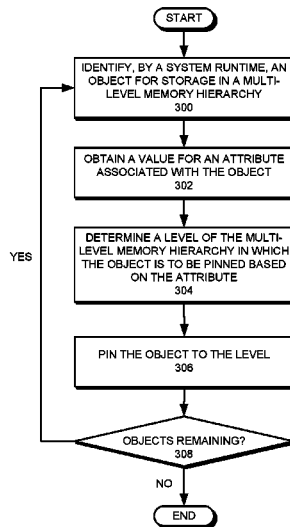 START
IDENTIFY, BY A SYSTEM RUNTIME, AN
OBJECT FOR STORAGE IN A MULTI-
LEVEL MEMORY HIERARCHY
300
OBTAIN A VALUE FOR AN ATTRIBUTE
ASSOCIATED WITH THE OBJECT
302
DETERMINE A LEVEL OF THE MULTI-
LEVEL MEMORY HIERARCHY IN WHICH
THE OBJECT IS TO BE PINNED BASED
ON THE ATTRIBUTE
304
YES
PIN THE OBJECT TO THE LEVEL
306
OBJECTS REMAINING?
308
NO
END